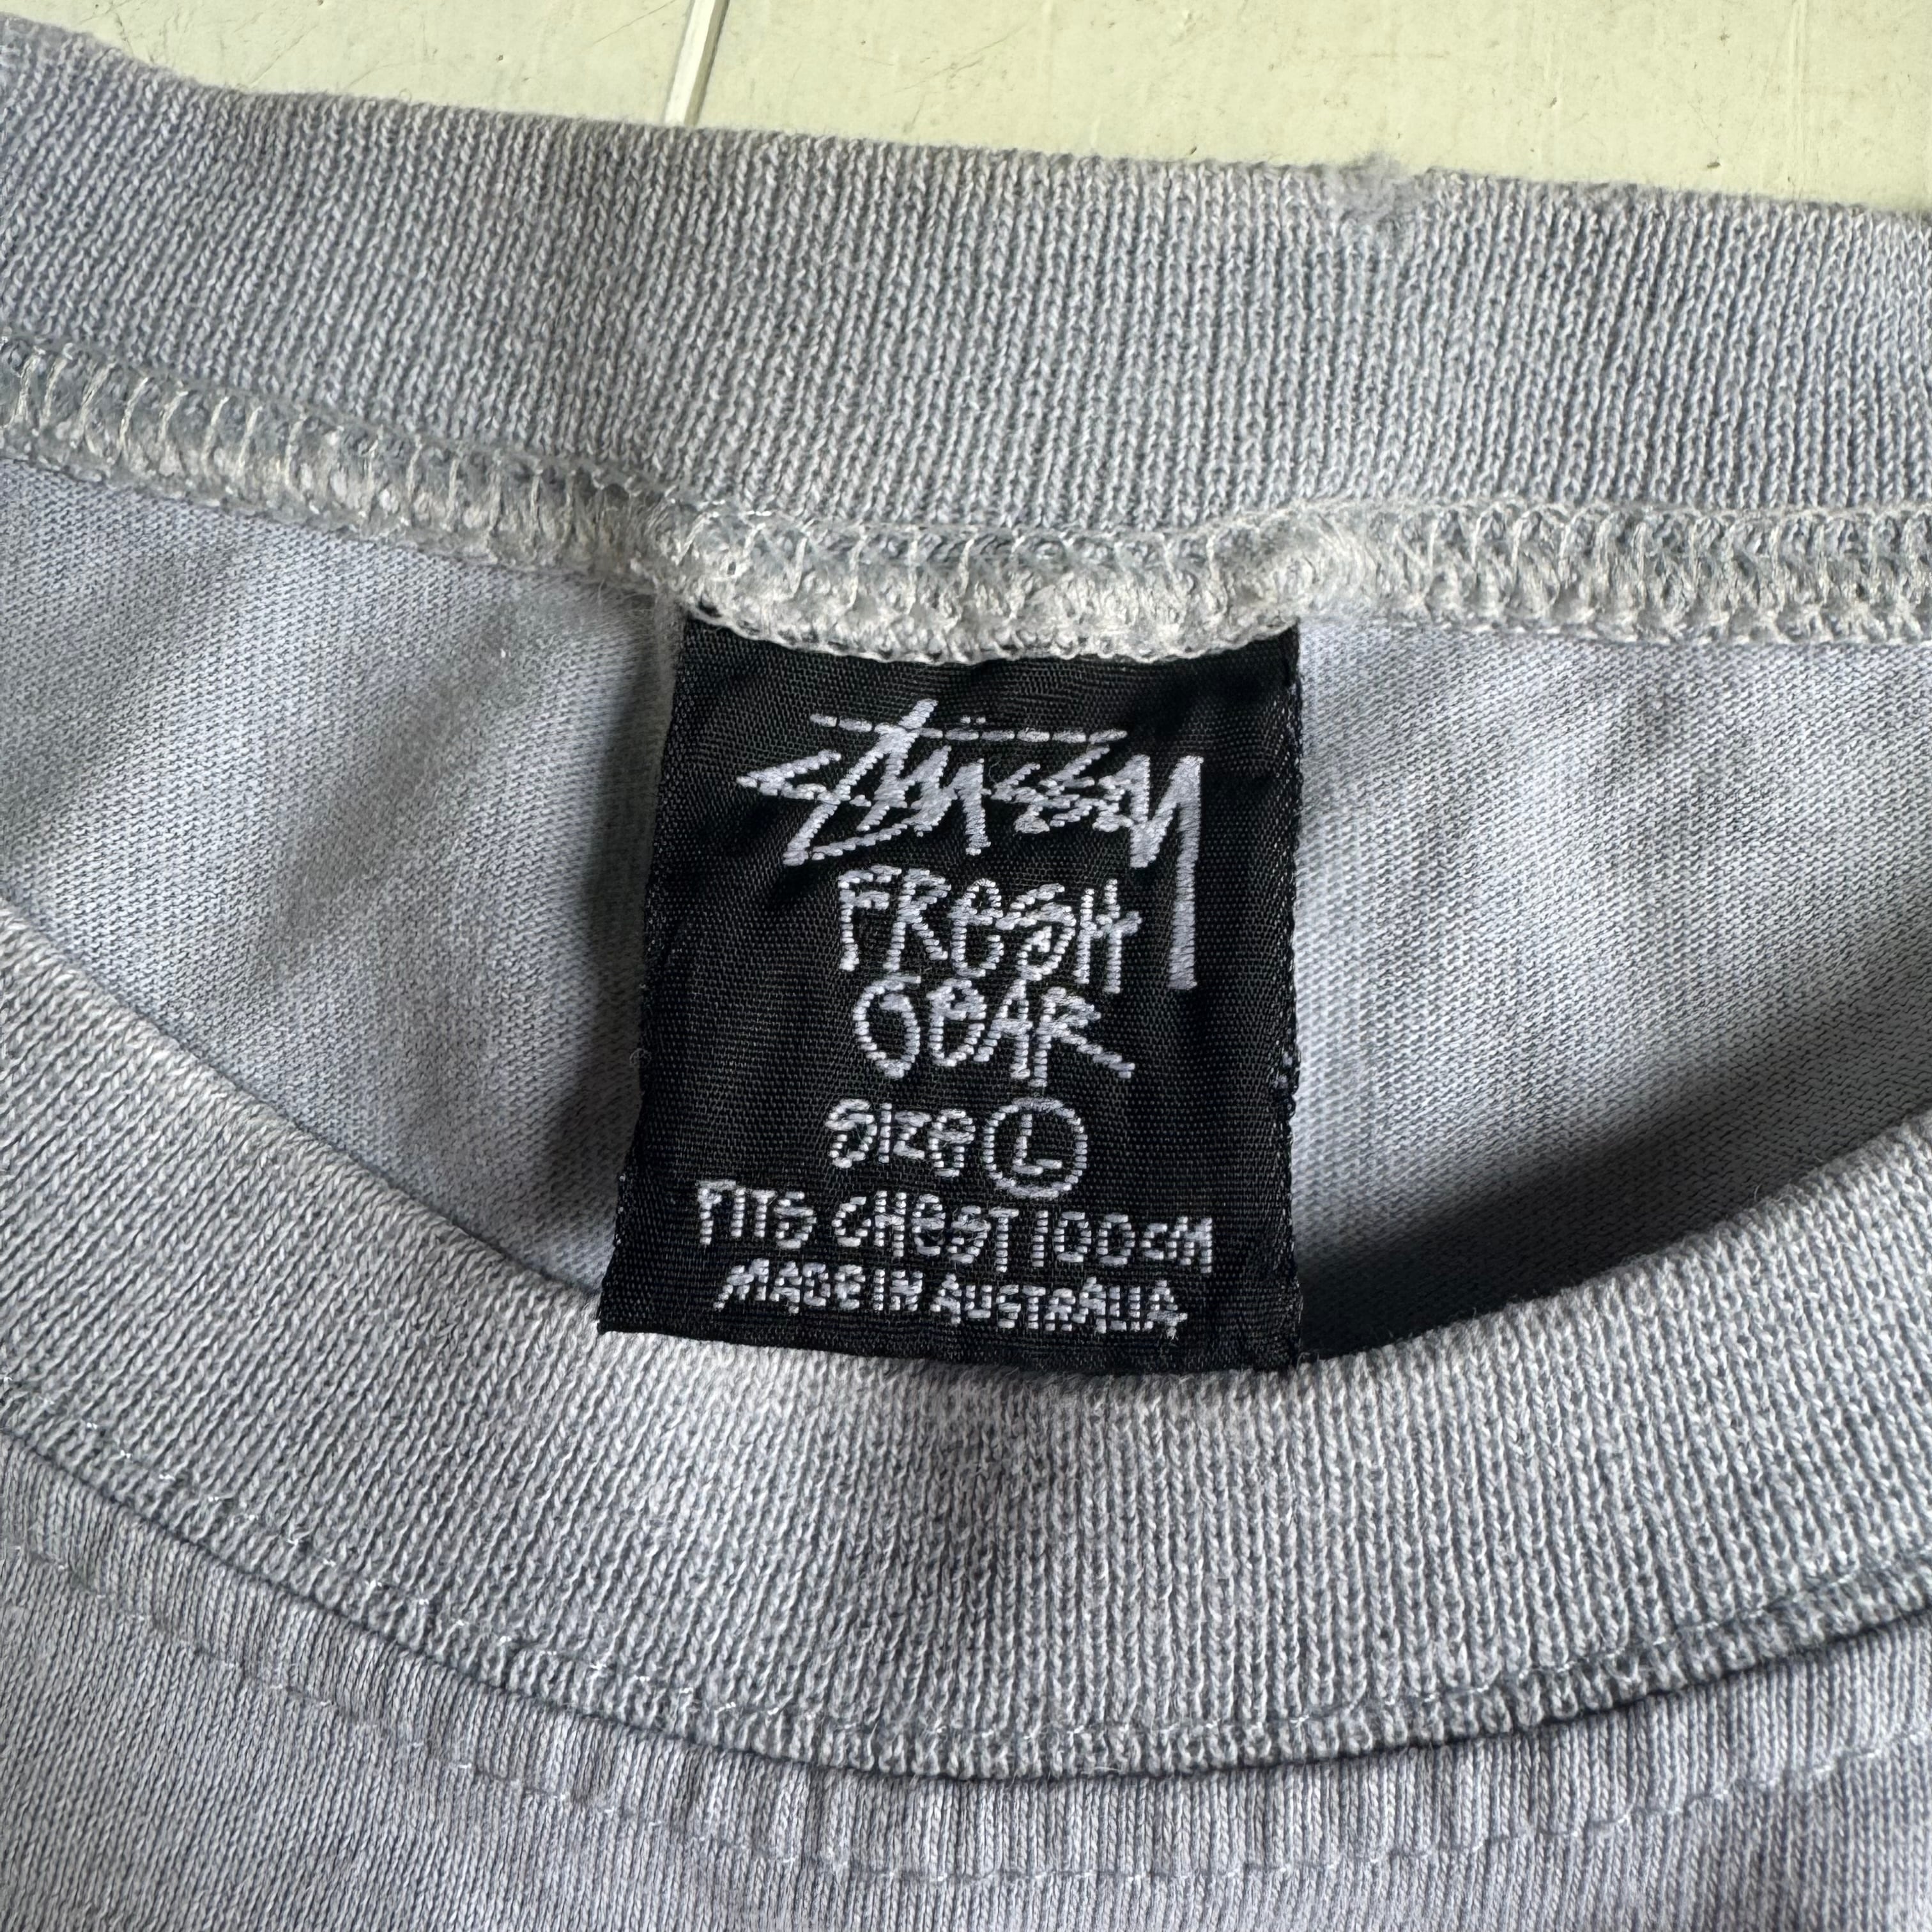 Stüssy
FReSH
GEAR
Size L
FITS CHeST 100cm
MADE IN AUSTRALIA